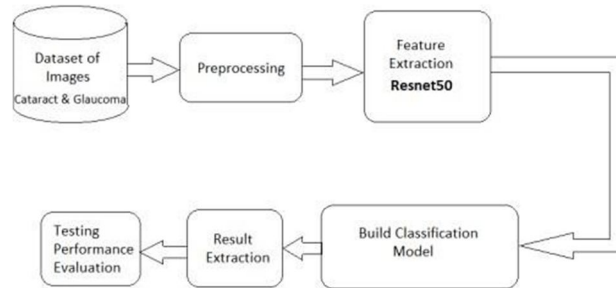 Dataset of
Images
Cataract & Glaucoma
Preprocessing
Feature
Extraction
Resnet50
Build Classification
Model
Result
Extraction
Testing
Performance
Evaluation